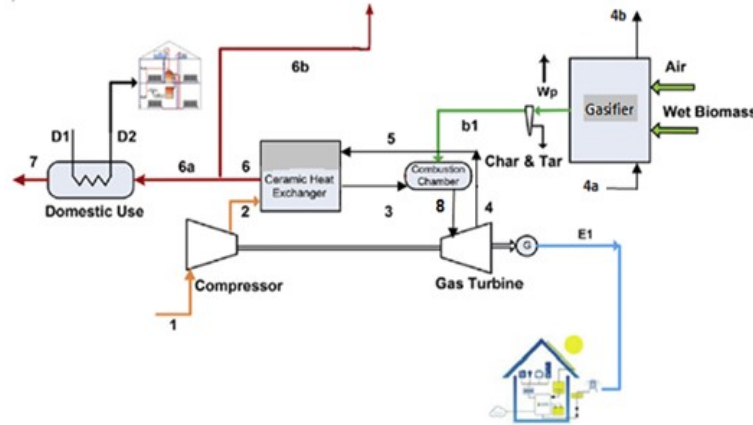 4b
6b
Air
Wp
Gasifier
Wet Biomass
D1
D2
b1
5
Char & Tar
7
6a
6
Ceramic Heat
Exchanger
Combustion
Chamber
4a
Domestic Use
2
3
8
4
G
E1
Compressor
Gas Turbine
1